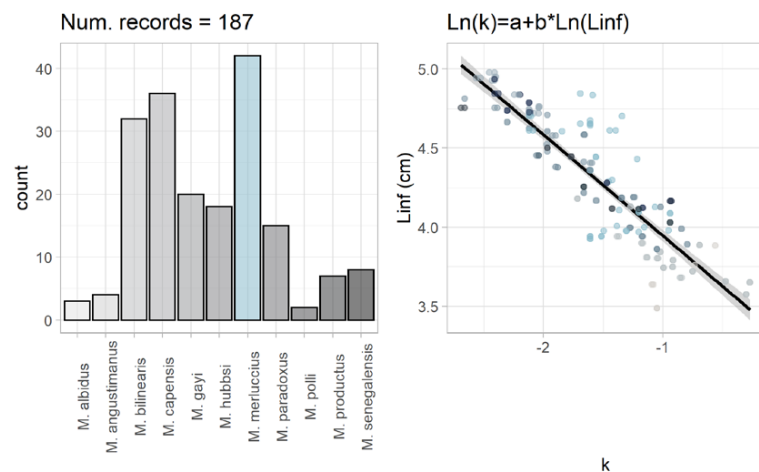 Num. records = 187
count
40
30
20
10
0
M. albidus
M. angustimanus
M. bilinearis
M. capensis
M. gayi
M. hubbsi
M. merluccius
M. paradoxus
M. polli
M. productus
M. senegalensis
Ln(k)=a+b*Ln(Linf)
Linf (cm)
5.0
4.5
4.0
3.5
-2
-1
k